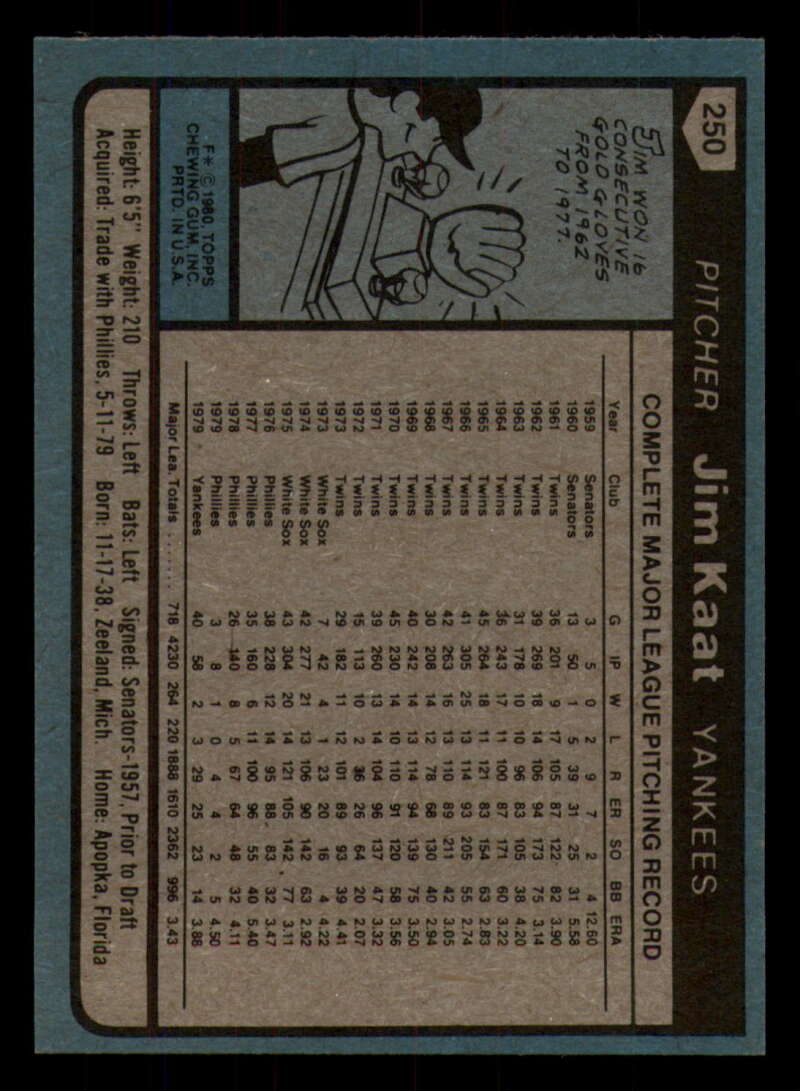 250
PITCHER Jim Kaat YANKEES
JIM WON 16
CONSECUTIVE
GOLD GLOVES
FROM 1962
TO 1977.
F✶ © 1980, TOPPS
CHEWING GUM, INC.
PRTD. IN U.S.A.
COMPLETE MAJOR LEAGUE PITCHING RECORD
Year Club G IP W L R ER SO BB ERA
1959 Senators 3 5 0 2 9 7 2 4 12.60
1960 Senators 13 50 1 5 39 31 25 31 5.58
1961 Twins 36 201 9 17 105 87 122 82 3.90
1962 Twins 39 269 18 14 106 94 173 75 3.14
1963 Twins 31 178 10 10 96 83 105 38 4.20
1964 Twins 36 243 17 11 100 87 171 60 3.22
1965 Twins 45 264 18 11 121 83 154 63 2.83
1966 Twins 41 305 25 13 114 93 205 55 2.74
1967 Twins 42 263 16 13 110 89 211 42 3.05
1968 Twins 30 208 14 12 78 68 130 40 2.94
1969 Twins 40 242 14 13 114 94 139 75 3.50
1970 Twins 45 230 14 10 110 91 120 58 3.56
1971 Twins 39 260 13 14 104 96 137 47 3.32
1972 Twins 15 113 10 2 36 26 64 20 2.07
1973 Twins 29 182 11 12 101 89 93 39 4.41
1973 White Sox 7 42 4 1 23 20 16 4 4.22
1974 White Sox 42 277 21 13 106 90 142 63 2.92
1975 White Sox 43 304 20 14 121 105 142 77 3.11
1976 Phillies 38 228 12 14 95 88 83 32 3.47
1977 Phillies 35 160 6 11 100 96 55 40 5.40
1978 Phillies 26 140 8 5 67 64 48 32 4.11
1979 Phillies 3 8 1 0 4 4 2 5 4.50
1979 Yankees 40 58 2 3 29 25 23 14 3.88
Major Lea. Totals ....... 718 4230 264 220 1888 1610 2362 996 3.43
Height: 6'5" Weight: 210 Throws: Left Bats: Left Signed: Senators-1957, Prior to Draft
Acquired: Trade with Phillies, 5-11-79 Born: 11-17-38, Zeeland, Mich. Home: Apopka, Florida